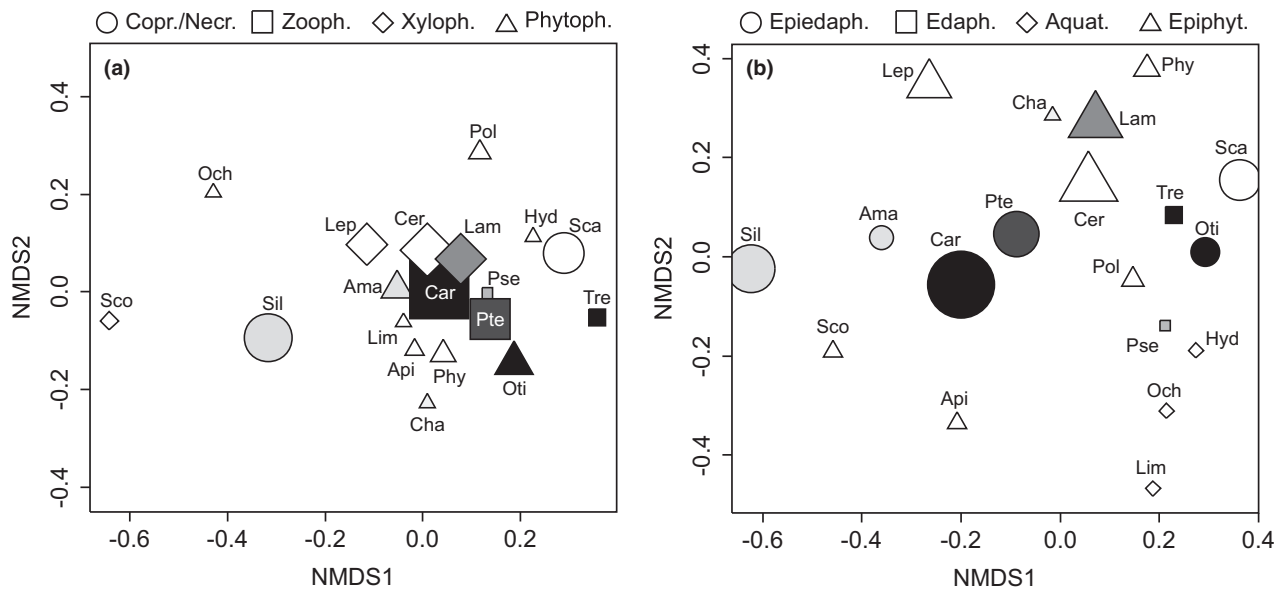 Copr./Necr. Zooph. Xyloph. Phytoph.
(a)
0.4
0.2
0.0
-0.2
-0.4
NMDS2
Pol
Och
Lep
Cer
Lam
Hyd
Sca
Ama
Car
Pse
Sco
Sil
Tre
Lim
Pte
Api
Phy
Oti
Cha
-0.6 -0.4 -0.2 0.0 0.2
NMDS1
Epiedaph. Edaph. Aquat. Epiphyt.
(b)
0.4
0.2
0.0
-0.2
-0.4
NMDS2
Lep
Phy
Cha
Lam
Sca
Tre
Ama
Pte
Cer
Oti
Sil
Car
Pol
Sco
Pse
Hyd
Och
Api
Lim
-0.6 -0.4 -0.2 0.0 0.2 0.4
NMDS1